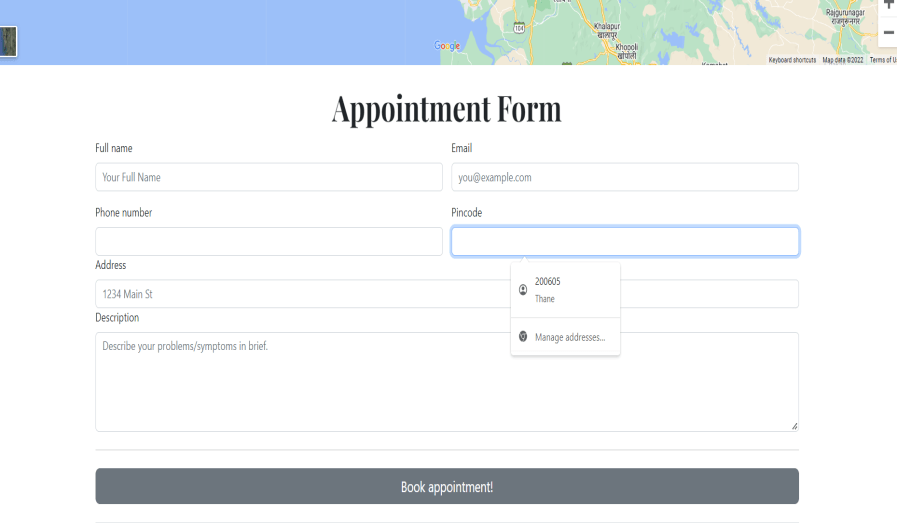 Rajgurunagar
राजगुरूनगर
104
Khalapur
खालापूर
Google
Khopoli
खोपोली
Keyboard shortcuts Map data ©2022 Terms of U
Appointment Form
Full name
Email
Your Full Name
you@example.com
Phone number
Pincode
Address
200605
Thane
1234 Main St
Description
Manage addresses...
Describe your problems/symptoms in brief.
Book appointment!